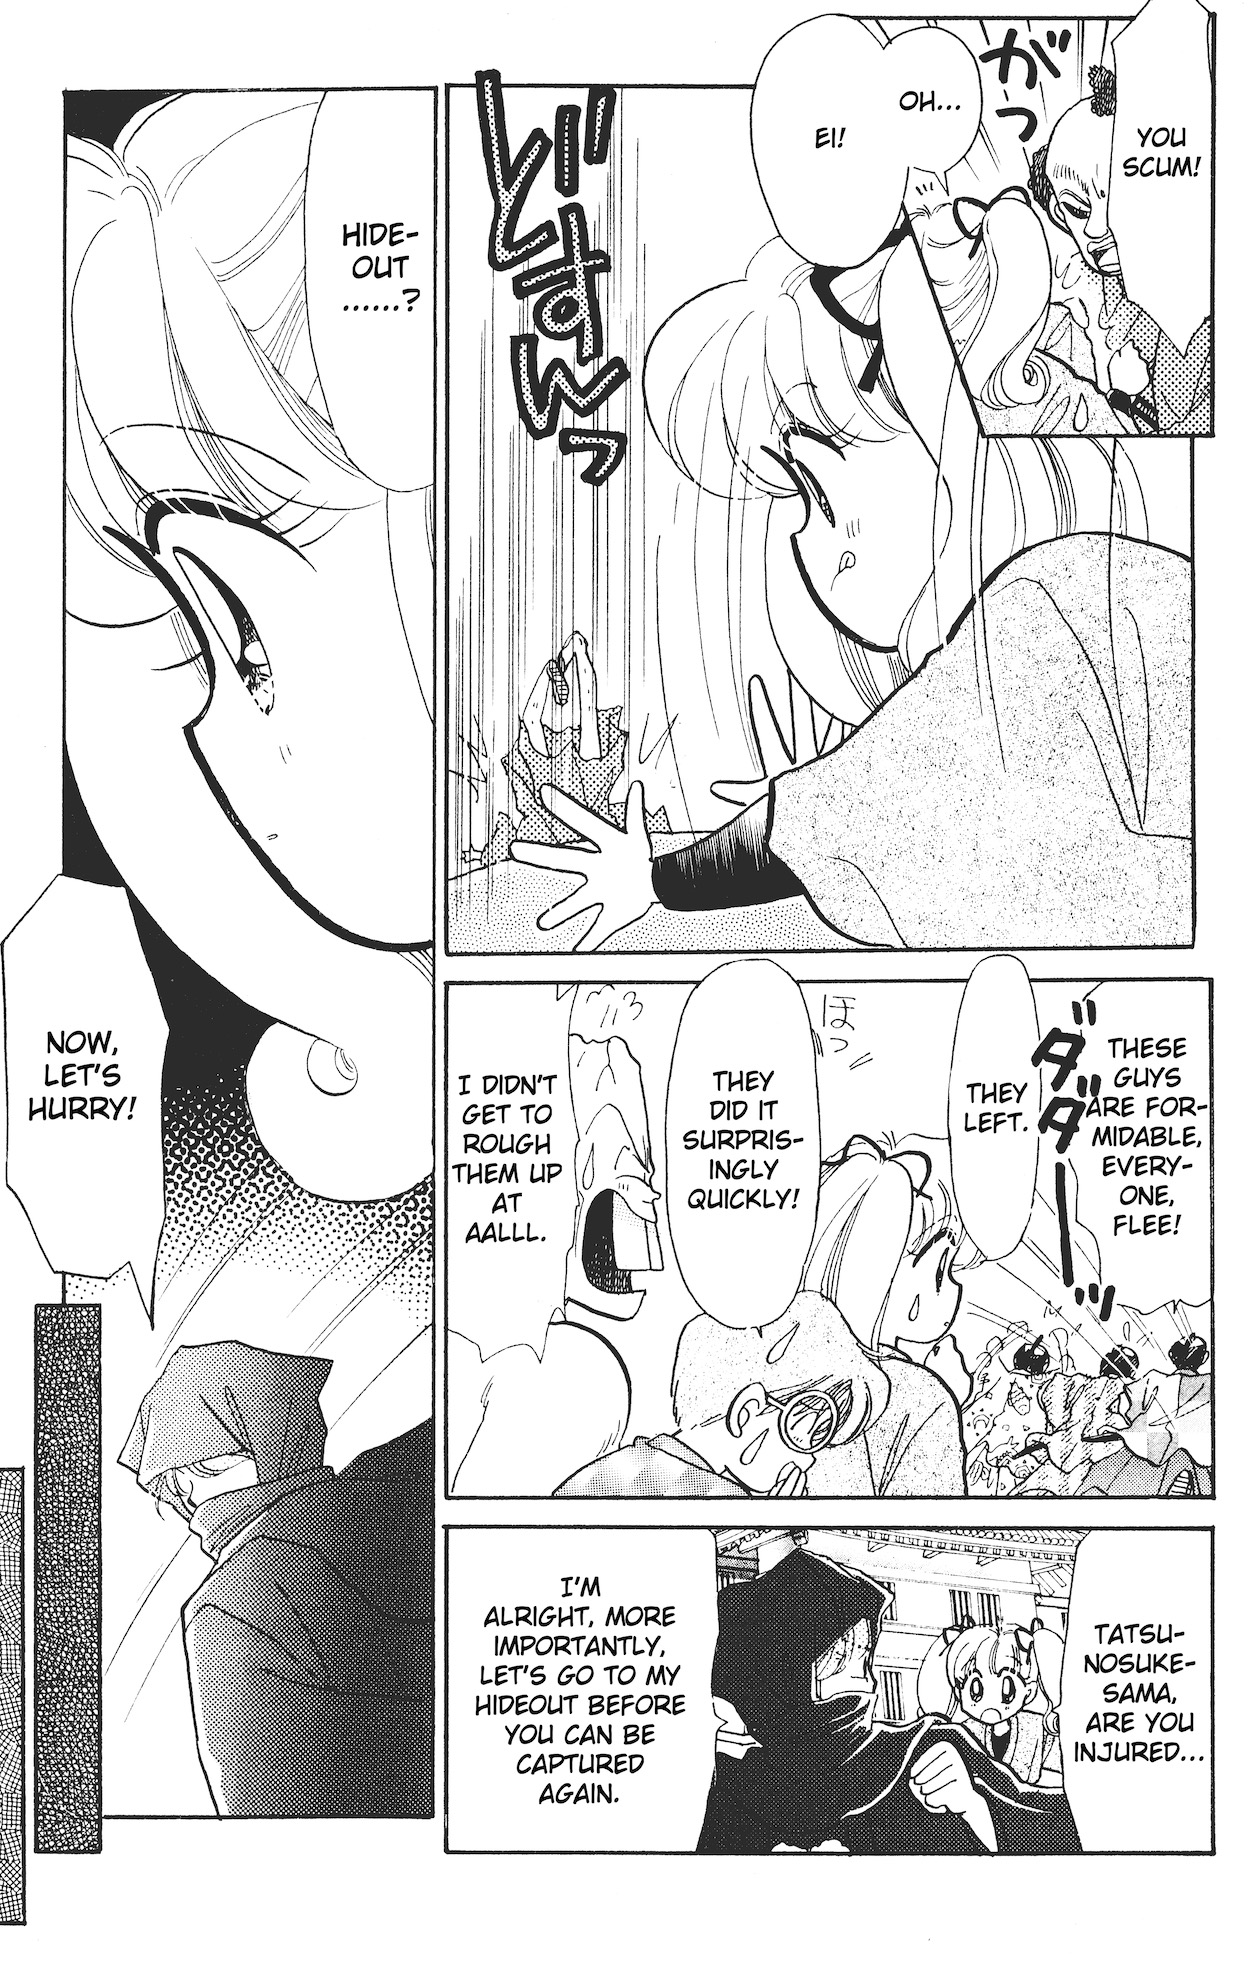 YOU
SCUM!
がっ
OH...
EI!
どすんっ
THESE
GUYS
ARE FOR-
MIDABLE,
EVERY-
ONE,
FLEE!
ダダーッ
THEY
LEFT.
ほっ
THEY
DID IT
SURPRIS-
INGLY
QUICKLY!
I DIDN'T
GET TO
ROUGH
THEM UP
AT
AALLL.
TATSU-
NOSUKE-
SAMA,
ARE YOU
INJURED...
I'M
ALRIGHT, MORE
IMPORTANTLY,
LET'S GO TO MY
HIDEOUT BEFORE
YOU CAN BE
CAPTURED
AGAIN.
HIDE-
OUT
......?
NOW,
LET'S
HURRY!